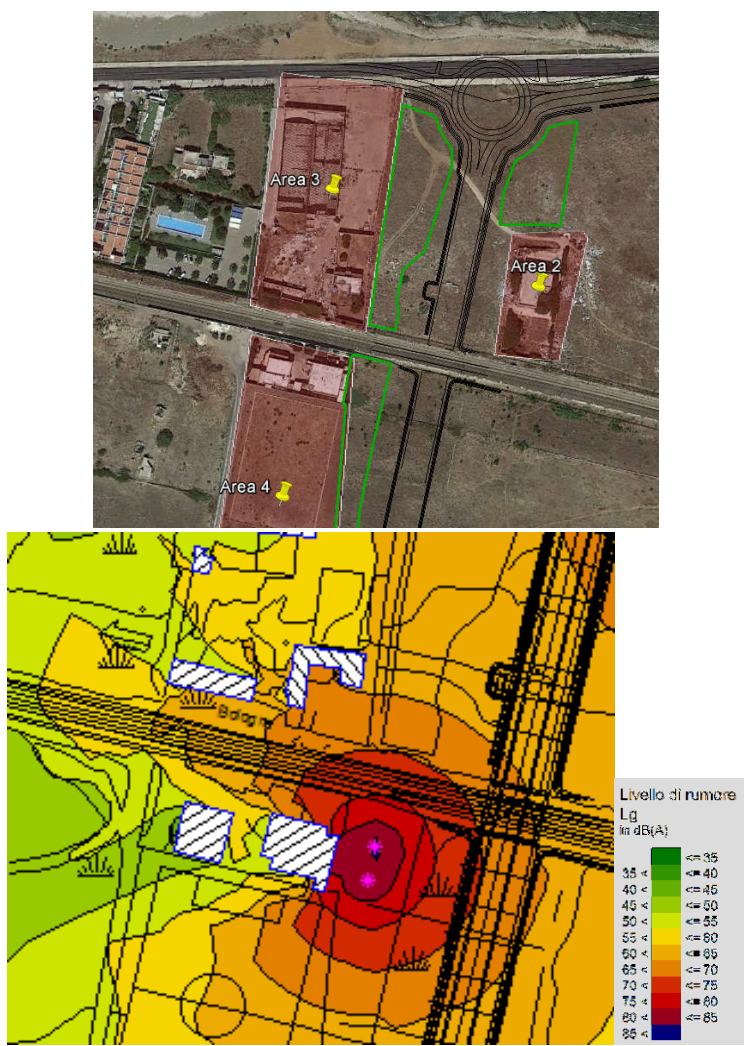 Area 3
Area 2
Area 4
Livello di rumore
Lg
in dB(A)
<= 35
35 < <= 40
40 < <= 45
45 < <= 50
50 < <= 55
55 < <= 60
60 < <= 65
65 < <= 70
70 < <= 75
75 < <= 80
80 < <= 85
85 <